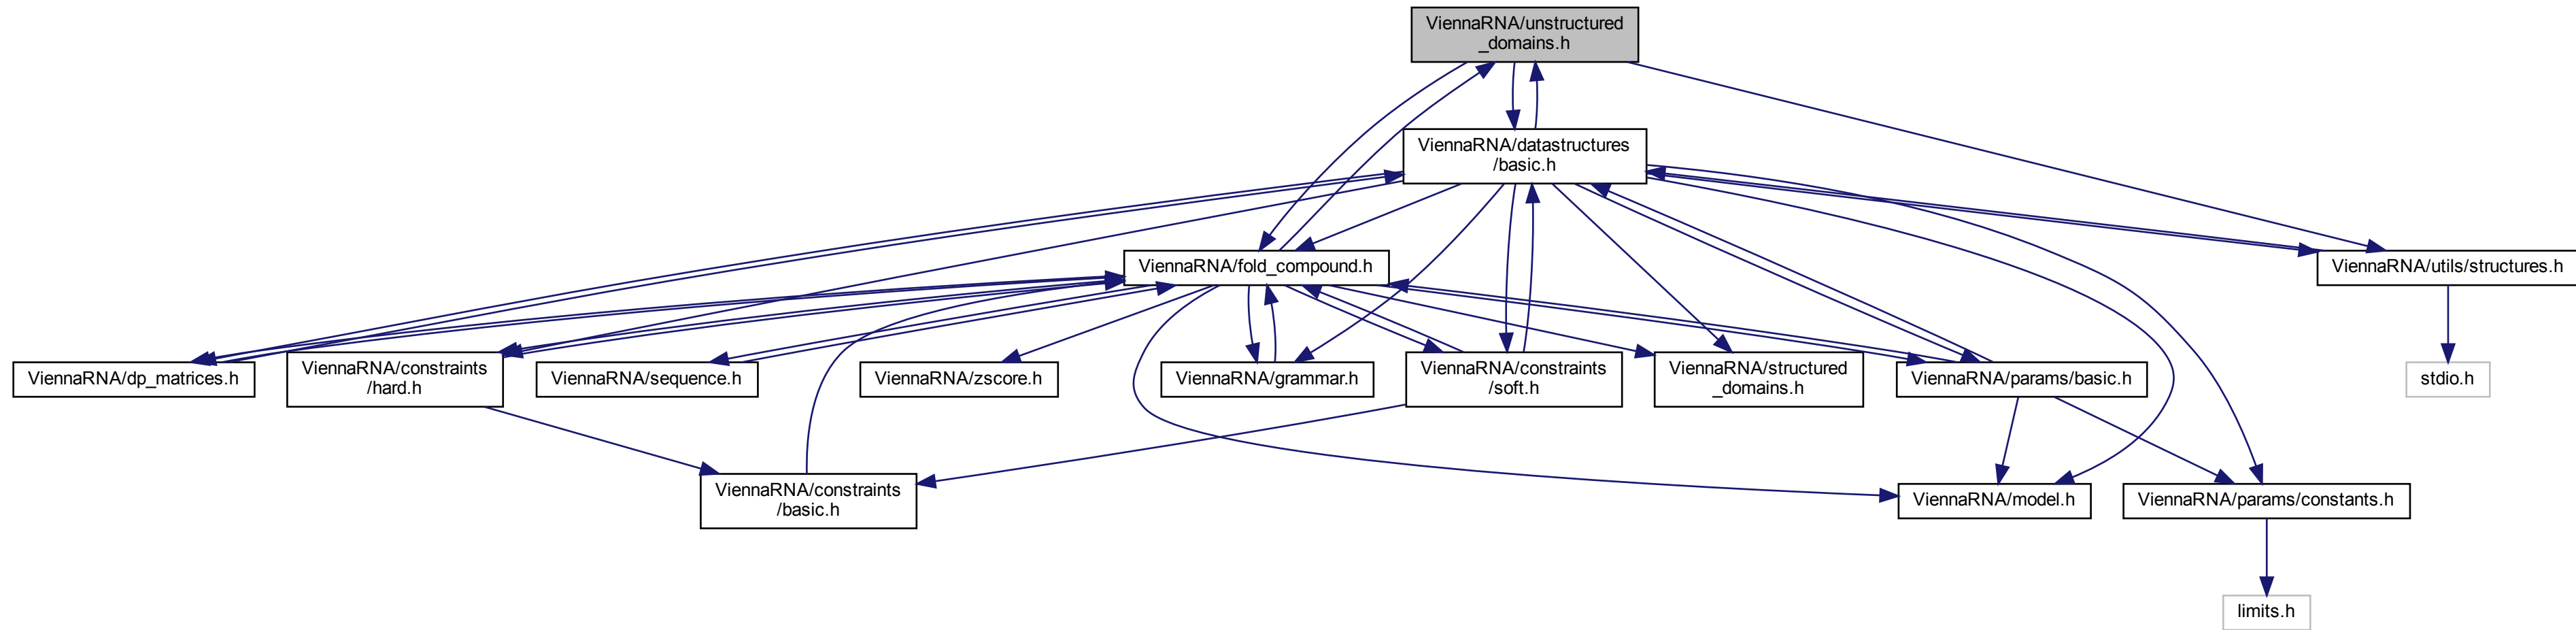 ViennaRNA/unstructured
_domains.h
ViennaRNA/datastructures
/basic.h
ViennaRNA/fold_compound.h
ViennaRNA/utils/structures.h
ViennaRNA/dp_matrices.h
ViennaRNA/constraints
/hard.h
ViennaRNA/sequence.h
ViennaRNA/zscore.h
ViennaRNA/grammar.h
ViennaRNA/constraints
/soft.h
ViennaRNA/structured
_domains.h
ViennaRNA/params/basic.h
stdio.h
ViennaRNA/constraints
/basic.h
ViennaRNA/model.h
ViennaRNA/params/constants.h
limits.h